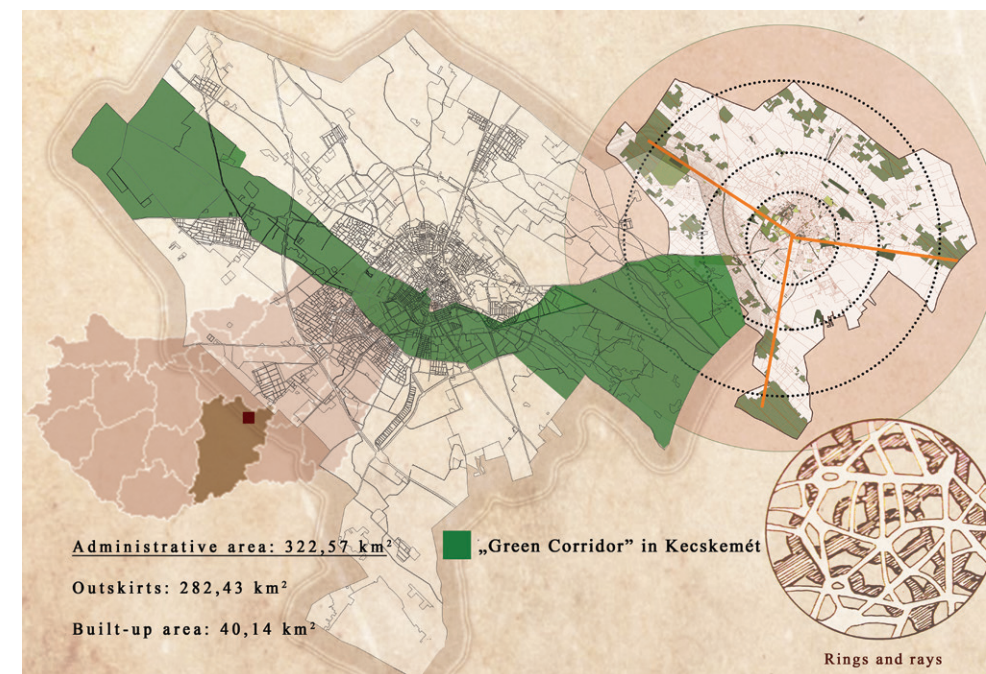 Administrative area: 322,57 km²
Outskirts: 282,43 km²
Built-up area: 40,14 km²
„Green Corridor” in Kecskemét
Rings and rays